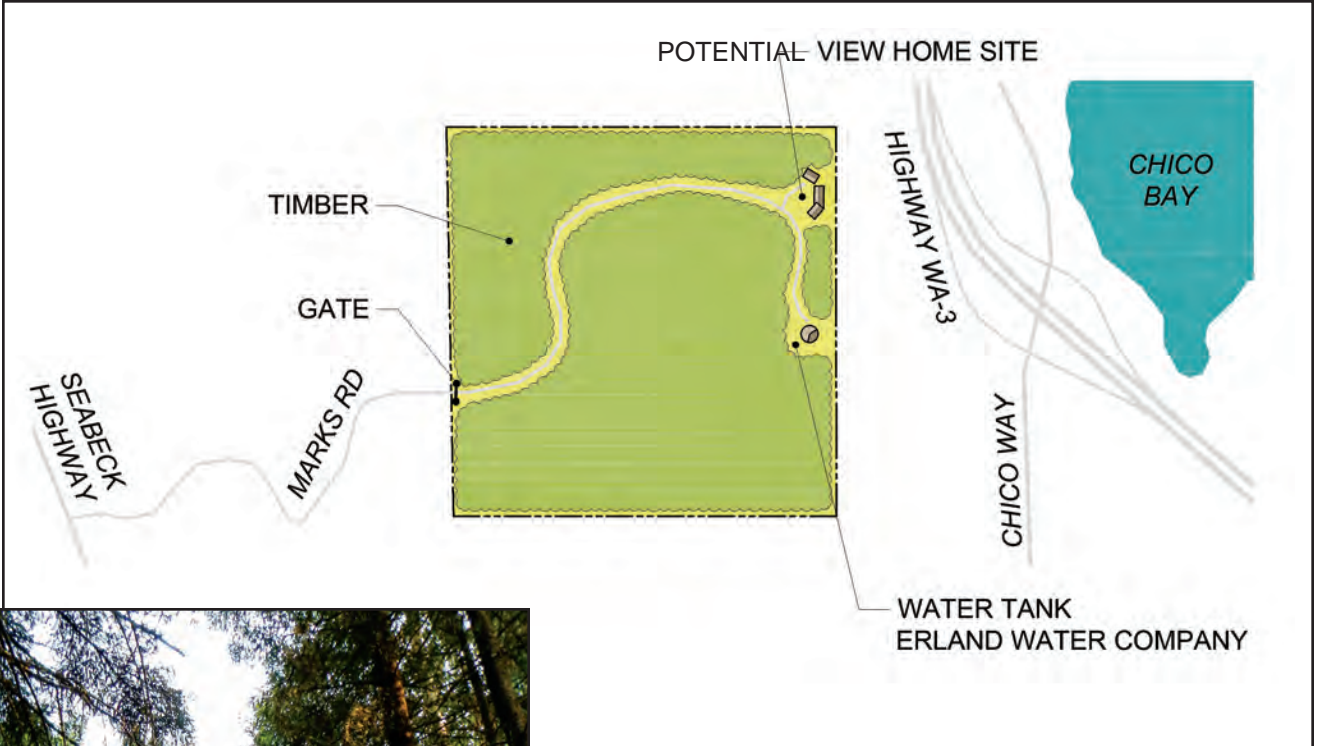 POTENTIAL VIEW HOME SITE
TIMBER
GATE
SEABECK
HIGHWAY
MARKS RD
HIGHWAY WA-3
CHICO
BAY
CHICO WAY
WATER TANK
ERLAND WATER COMPANY